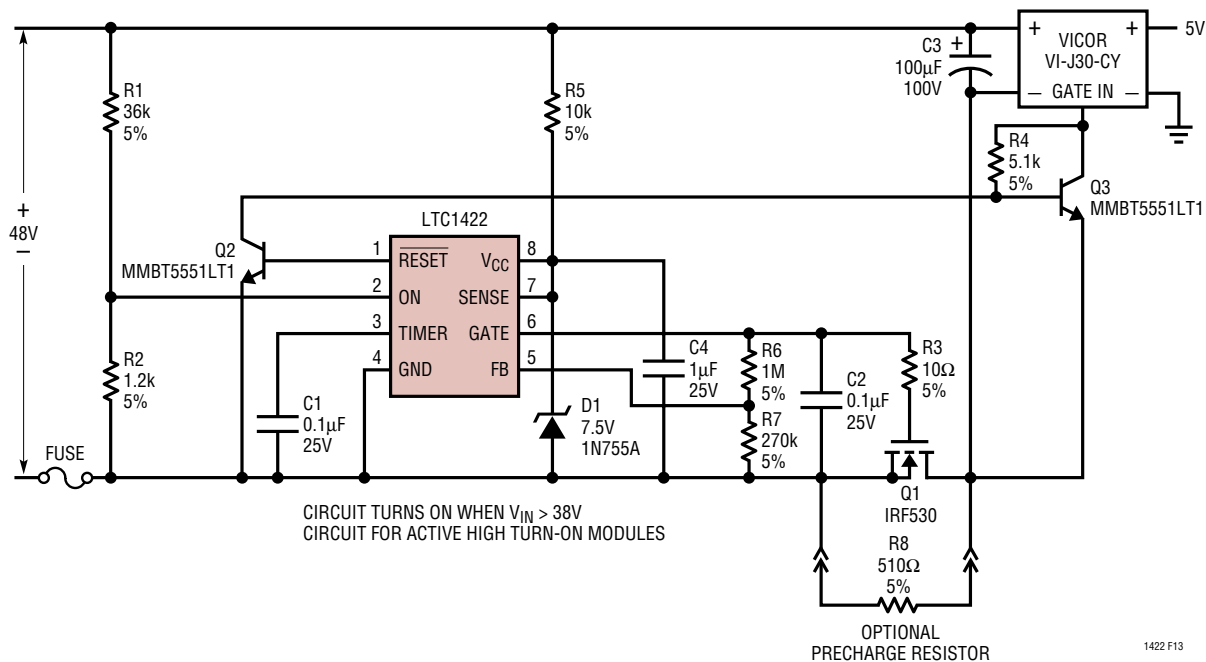 +
48V
−
FUSE
R1
36k
5%
R2
1.2k
5%
Q2
MMBT5551LT1
C1
0.1µF
25V
LTC1422
1
RESET
2
ON
3
TIMER
4
GND
VCC
8
SENSE
7
GATE
6
FB
5
R5
10k
5%
D1
7.5V
1N755A
C4
1µF
25V
R6
1M
5%
R7
270k
5%
C2
0.1µF
25V
R3
10Ω
5%
Q1
IRF530
C3
+
100µF
100V
+
VICOR
+
VI-J30-CY
− GATE IN −
5V
R4
5.1k
5%
Q3
MMBT5551LT1
CIRCUIT TURNS ON WHEN VIN > 38V
CIRCUIT FOR ACTIVE HIGH TURN-ON MODULES
R8
510Ω
5%
OPTIONAL
PRECHARGE RESISTOR
1422 F13